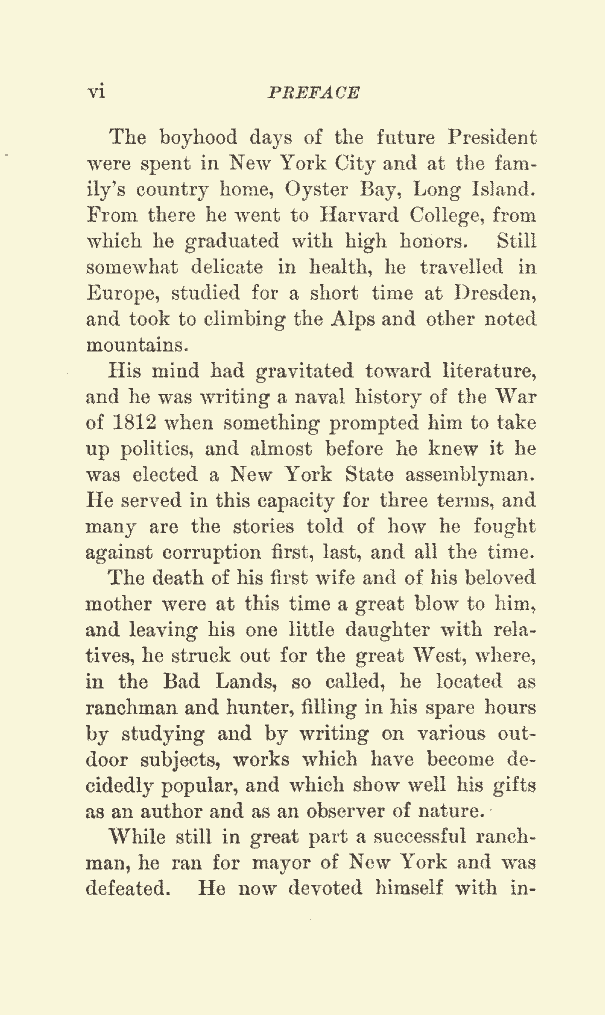 vi PREFACE
The boyhood days of the future President
were spent in New York City and at the fam-
ily's country home, Oyster Bay, Long Island.
From there he went to Harvard College, from
which he graduated with high honors. Still
somewhat delicate in health, he travelled in
Europe, studied for a short time at Dresden,
and took to climbing the Alps and other noted
mountains.
His mind had gravitated toward literature,
and he was writing a naval history of the War
of 1812 when something prompted him to take
up politics, and almost before he knew it he
was elected a New York State assemblyman.
He served in this capacity for three terms, and
many are the stories told of how he fought
against corruption first, last, and all the time.
The death of his first wife and of his beloved
mother were at this time a great blow to him,
and leaving his one little daughter with rela-
tives, he struck out for the great West, where,
in the Bad Lands, so called, he located as
ranchman and hunter, filling in his spare hours
by studying and by writing on various out-
door subjects, works which have become de-
cidedly popular, and which show well his gifts
as an author and as an observer of nature.
While still in great part a successful ranch-
man, he ran for mayor of New York and was
defeated. He now devoted himself with in-